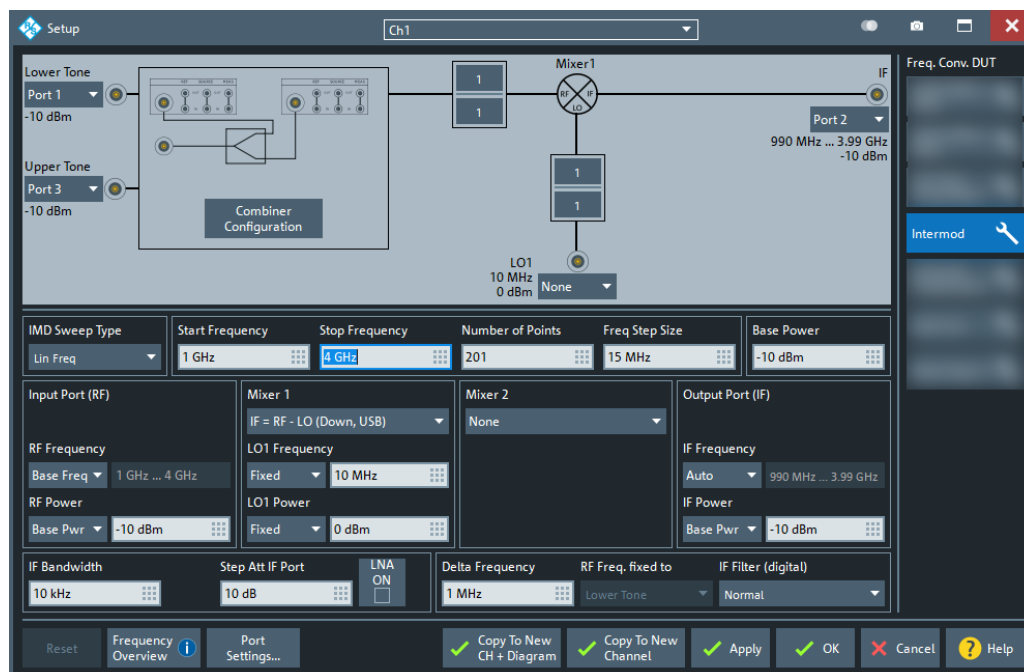 Setup
Ch1
Lower Tone
Port 1
-10 dBm
Upper Tone
Port 3
-10 dBm
Combiner
Configuration
1
1
Mixer1
RF
IF
LO
1
1
LO1
10 MHz
0 dBm
None
IF
Port 2
990 MHz ... 3.99 GHz
-10 dBm
Freq. Conv. DUT
Intermod
IMD Sweep Type
Lin Freq
Start Frequency
1 GHz
Stop Frequency
4 GHz
Number of Points
201
Freq Step Size
15 MHz
Base Power
-10 dBm
Input Port (RF)
RF Frequency
Base Freq
1 GHz ... 4 GHz
RF Power
Base Pwr
-10 dBm
Mixer 1
IF = RF - LO (Down, USB)
LO1 Frequency
Fixed
10 MHz
LO1 Power
Fixed
0 dBm
Mixer 2
None
Output Port (IF)
IF Frequency
Auto
990 MHz ... 3.99 GHz
IF Power
Base Pwr
-10 dBm
IF Bandwidth
10 kHz
Step Att IF Port
10 dB
LNA
ON
Delta Frequency
1 MHz
RF Freq. fixed to
Lower Tone
IF Filter (digital)
Normal
Reset
Frequency
Overview
Port
Settings...
Copy To New
CH + Diagram
Copy To New
Channel
Apply
OK
Cancel
Help